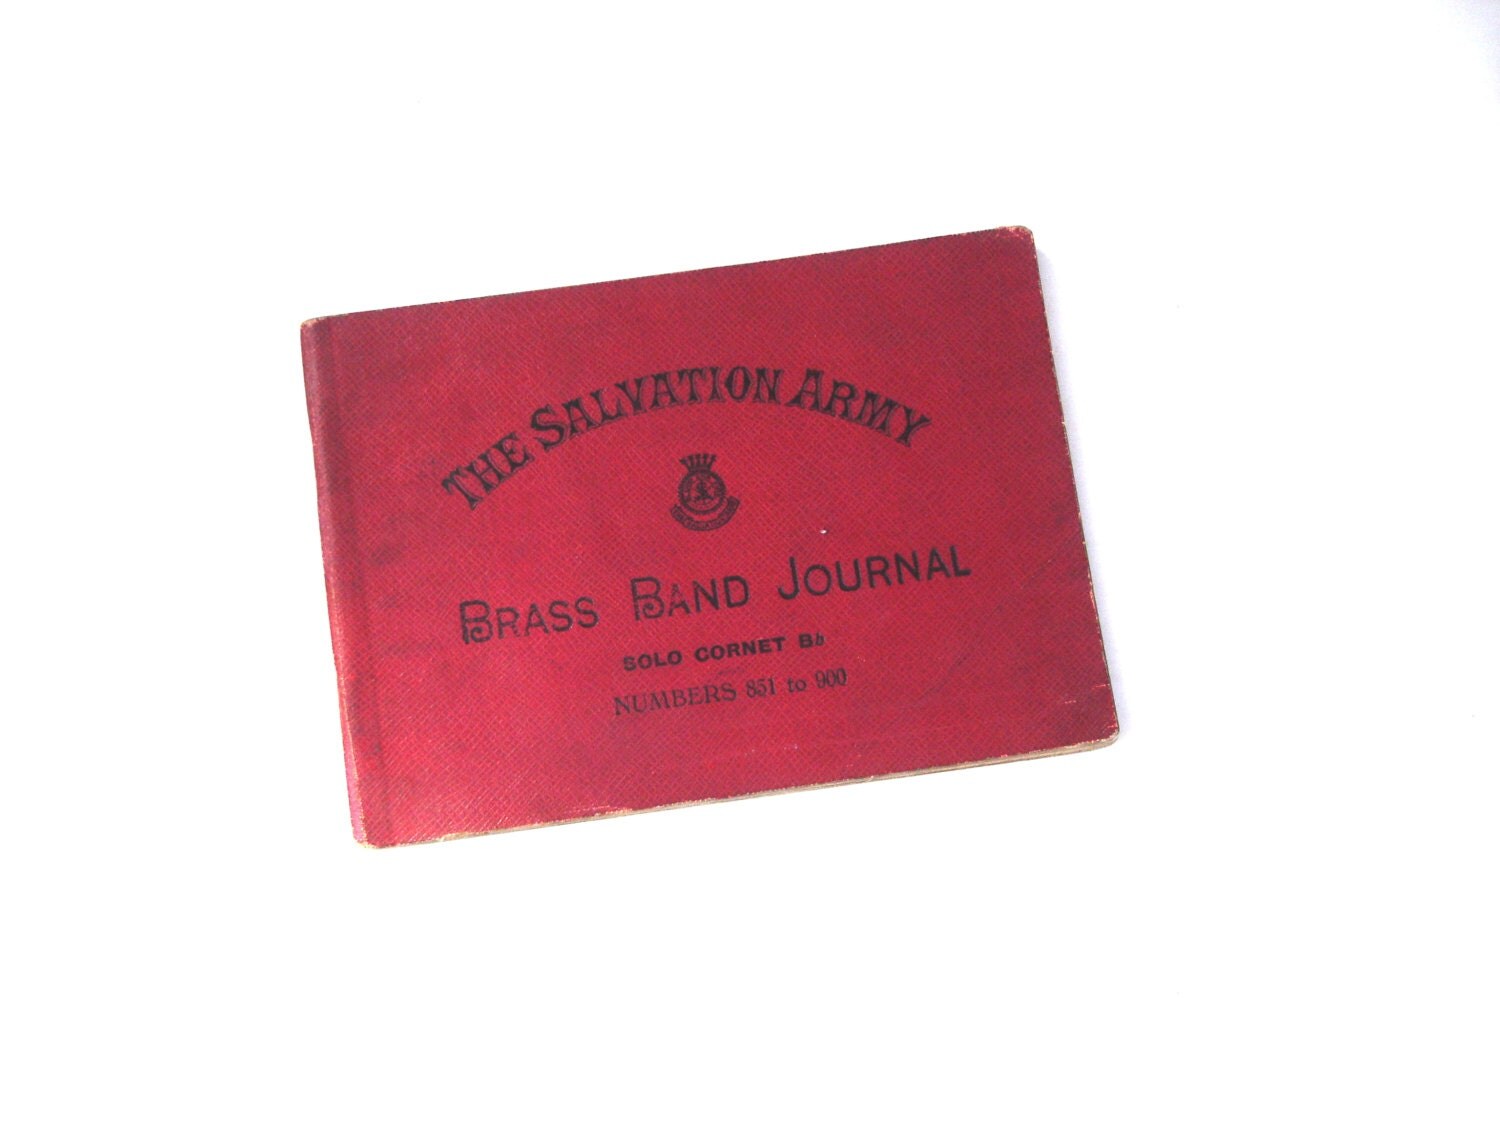 THE SALVATION ARMY
BRASS BAND JOURNAL
SOLO CORNET B♭
NUMBERS 851 to 900